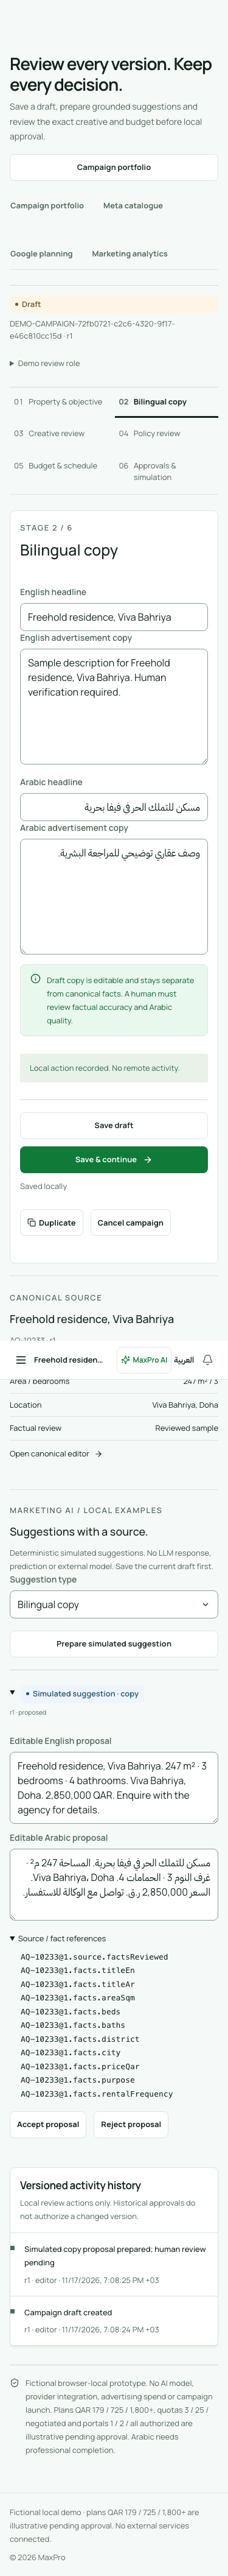 Review every version. Keep
every decision.
Save a draft, prepare grounded suggestions and
review the exact creative and budget before local
approval.
Campaign portfolio
Campaign portfolio
Meta catalogue
Google planning
Marketing analytics
Draft
DEMO-CAMPAIGN-72fb0721-c2c6-4320-9f17-
e46c810cc15d · r1
Demo review role
01 Property & objective
02 Bilingual copy
03 Creative review
04 Policy review
05 Budget & schedule
06 Approvals &
simulation
STAGE 2 / 6
Bilingual copy
English headline
Freehold residence, Viva Bahriya
English advertisement copy
Sample description for Freehold
residence, Viva Bahriya. Human
verification required.
Arabic headline
مسكن للتملك الحر في فيفا بحرية
Arabic advertisement copy
وصف عقاري توضيحي للمراجعة البشرية.
Draft copy is editable and stays separate
from canonical facts. A human must
review factual accuracy and Arabic
quality.
Local action recorded. No remote activity.
Save draft
Save & continue
Saved locally
Duplicate
Cancel campaign
CANONICAL SOURCE
Freehold residence, Viva Bahriya
Freehold residen...
MaxPro AI
العربية
Area / bedrooms
247 m² / 3
Location
Viva Bahriya, Doha
Factual review
Reviewed sample
Open canonical editor
MARKETING AI / LOCAL EXAMPLES
Suggestions with a source.
Deterministic simulated suggestions. No LLM response,
prediction or external model. Save the current draft first.
Suggestion type
Bilingual copy
Prepare simulated suggestion
Simulated suggestion · copy
r1 · proposed
Editable English proposal
Freehold residence, Viva Bahriya. 247 m² · 3
bedrooms · 4 bathrooms. Viva Bahriya,
Doha. 2,850,000 QAR. Enquire with the
agency for details.
Editable Arabic proposal
مسكن للتملك الحر في فيفا بحرية. المساحة 247 م² ·
غرف النوم 3 · الحمامات 4. Viva Bahriya، Doha.
السعر 2,850,000 ر.ق. تواصل مع الوكالة للاستفسار.
Source / fact references
AQ-10233@1.source.factsReviewed
AQ-10233@1.facts.titleEn
AQ-10233@1.facts.titleAr
AQ-10233@1.facts.areaSqm
AQ-10233@1.facts.beds
AQ-10233@1.facts.baths
AQ-10233@1.facts.district
AQ-10233@1.facts.city
AQ-10233@1.facts.priceQar
AQ-10233@1.facts.purpose
AQ-10233@1.facts.rentalFrequency
Accept proposal
Reject proposal
Versioned activity history
Local review actions only. Historical approvals do
not authorize a changed version.
Simulated copy proposal prepared; human review
pending
r1 · editor · 11/17/2026, 7:08:25 PM +03
Campaign draft created
r1 · editor · 11/17/2026, 7:08:24 PM +03
Fictional browser-local prototype. No AI model,
provider integration, advertising spend or campaign
launch. Plans QAR 179 / 725 / 1,800+, quotas 3 / 25 /
negotiated and portals 1 / 2 / all authorized are
illustrative pending approval. Arabic needs
professional completion.
Fictional local demo · plans QAR 179 / 725 / 1,800+ are
illustrative pending approval. No external services
connected.
© 2026 MaxPro